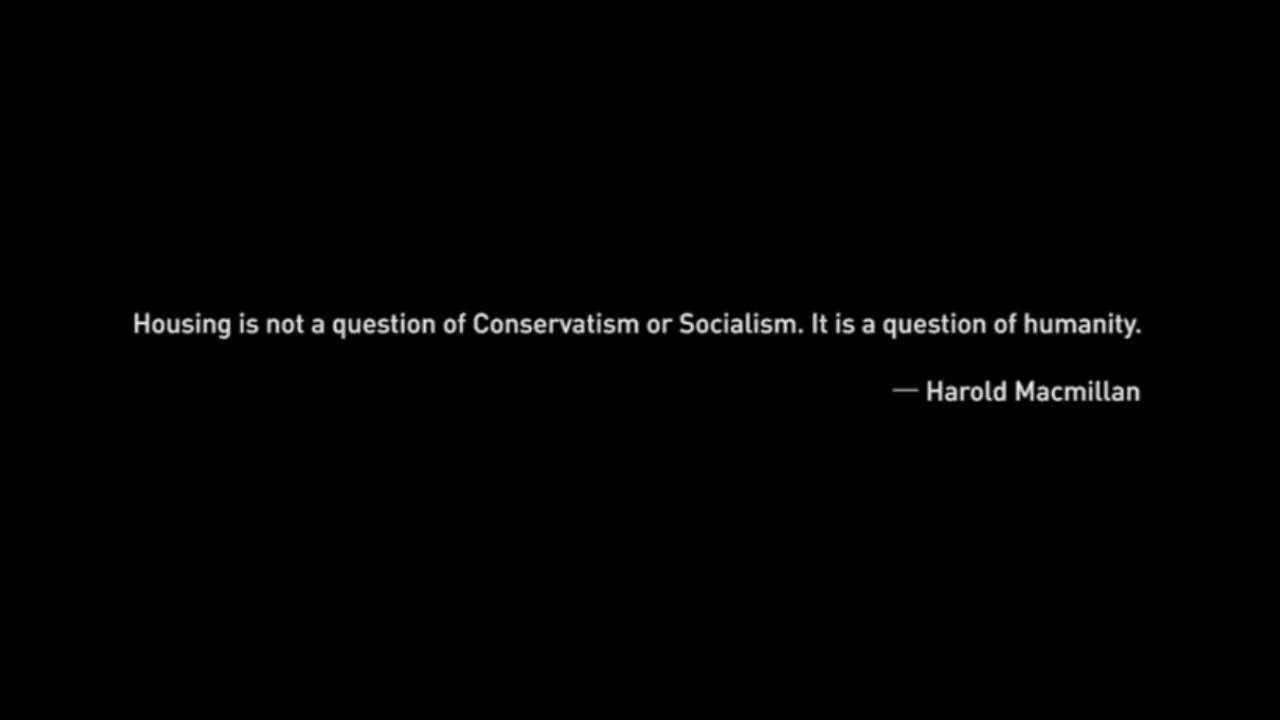 Housing is not a question of Conservatism or Socialism. It is a question of humanity.
— Harold Macmillan